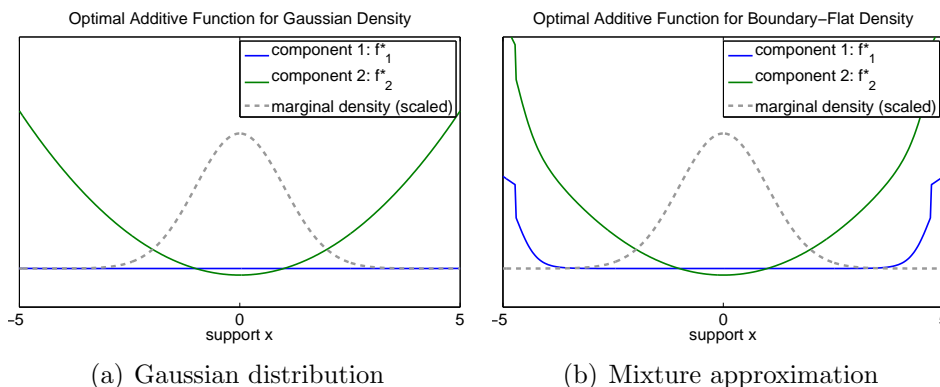 Optimal Additive Function for Gaussian Density
component 1: f*1
component 2: f*2
marginal density (scaled)
−5
0
5
support x
(a) Gaussian distribution
Optimal Additive Function for Boundary−Flat Density
component 1: f*1
component 2: f*2
marginal density (scaled)
−5
0
5
support x
(b) Mixture approximation